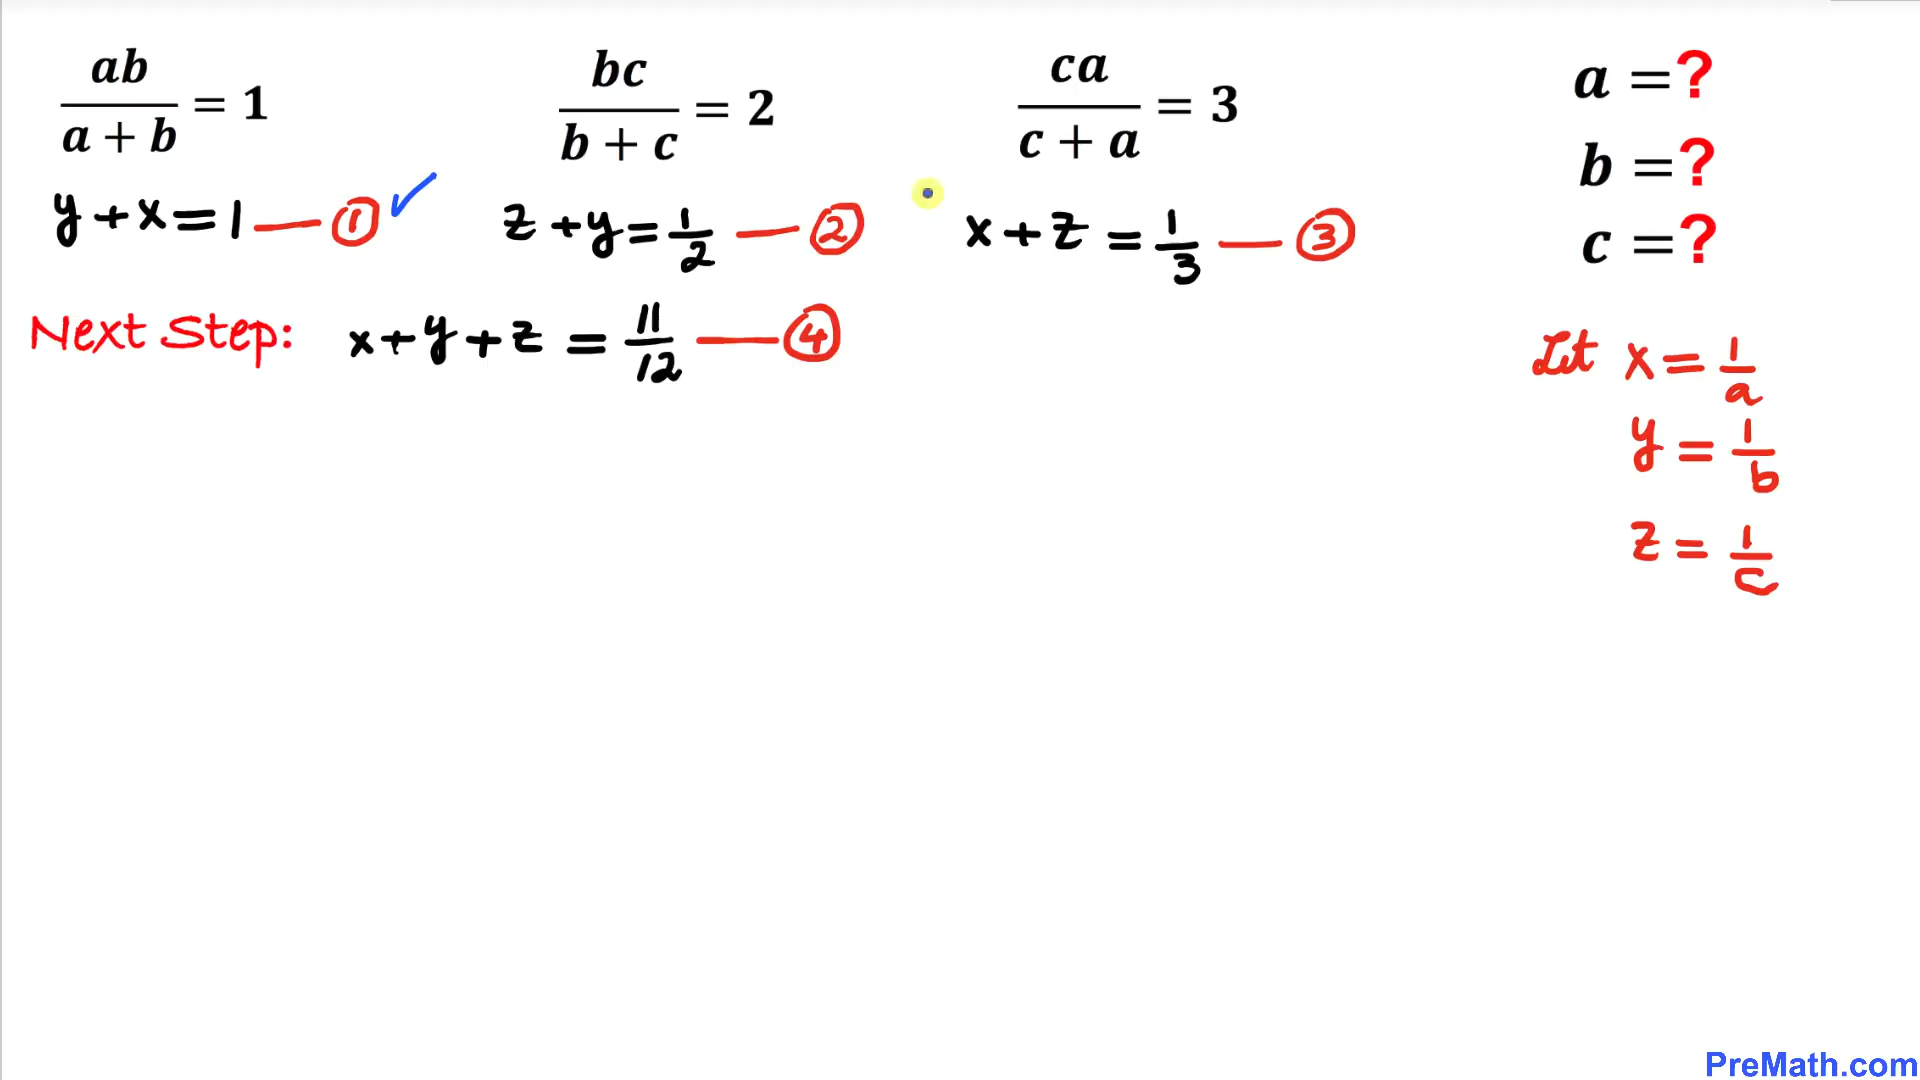 ab/(a + b) = 1   bc/(b + c) = 2   ca/(c + a) = 3   a =?
b =?
y + x = 1 — ① ✓   z + y = 1/2 — ②   x + z = 1/3 — ③   c =?
Next Step: x + y + z = 11/12 — ④
Let x = 1/a
y = 1/b
z = 1/c
PreMath.com